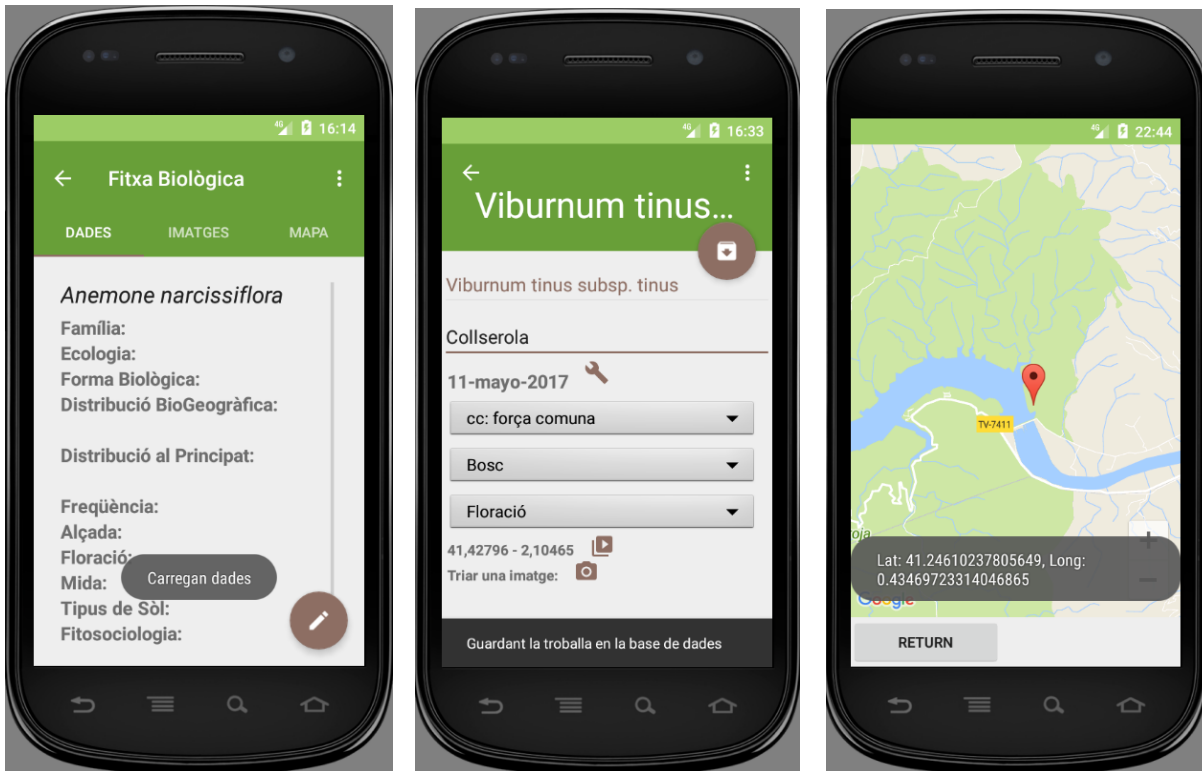 4G 16:14
Fitxa Biològica
DADES IMATGES MAPA
Anemone narcissiflora
Família:
Ecologia:
Forma Biològica:
Distribució BioGeogràfica:
Distribució al Principat:
Freqüència:
Alçada:
Floració:
Mida:
Tipus de Sòl:
Fitosociologia:
Carregan dades
4G 16:33
Viburnum tinus...
Viburnum tinus subsp. tinus
Collserola
11-mayo-2017
cc: força comuna
Bosc
Floració
41,42796 - 2,10465
Triar una imatge:
Guardant la troballa en la base de dades
4G 22:44
TV-7411
Lat: 41.24610237805649, Long:
0.43469723314046865
Google
RETURN